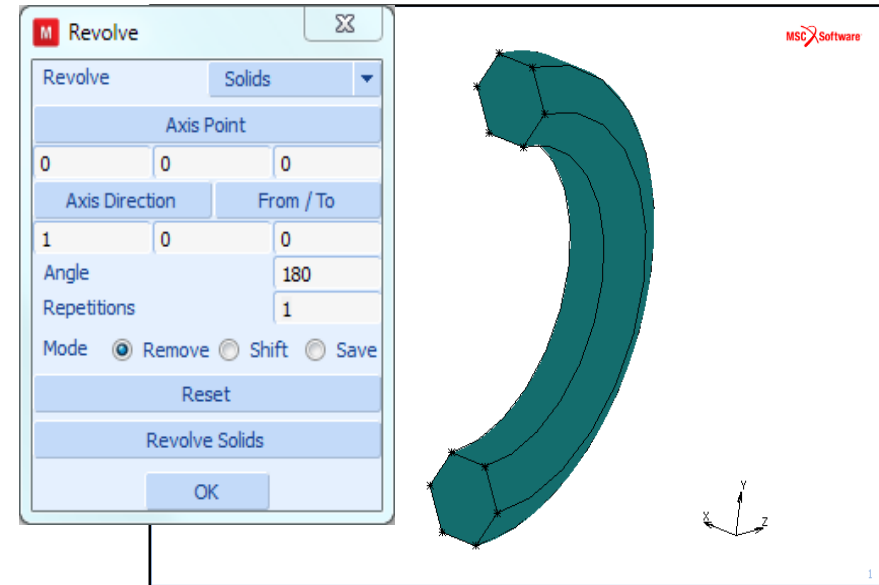 M Revolve
Revolve Solids
Axis Point
0 0 0
Axis Direction From / To
1 0 0
Angle 180
Repetitions 1
Mode Remove Shift Save
Reset
Revolve Solids
OK
MSC Software
Y
X Z
1